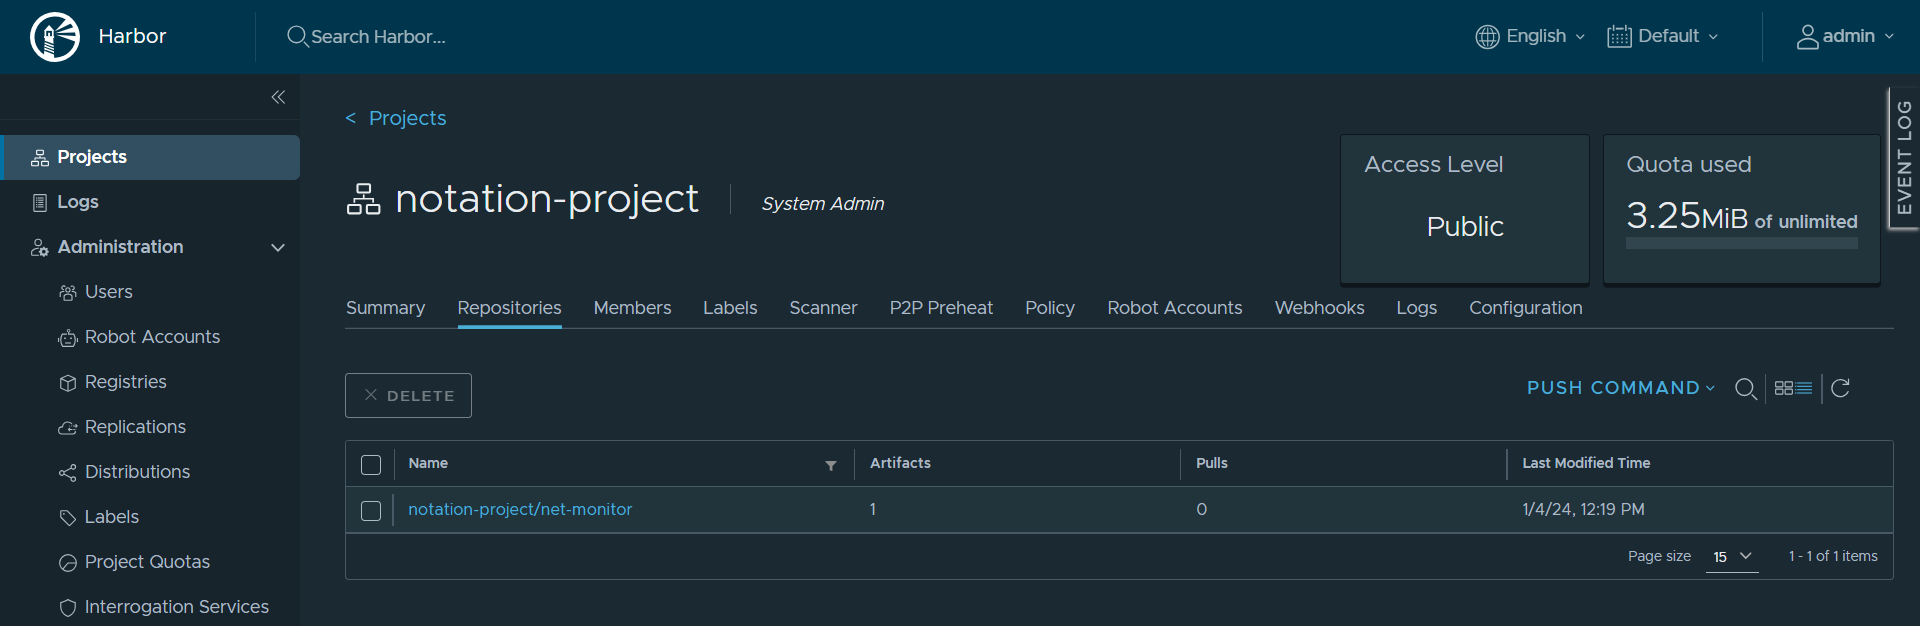 Harbor
Search Harbor...
English
Default
admin
EVENT LOG
Projects
Logs
Administration
Users
Robot Accounts
Registries
Replications
Distributions
Labels
Project Quotas
Interrogation Services
< Projects
notation-project
System Admin
Access Level
Public
Quota used
3.25MiB of unlimited
Summary Repositories Members Labels Scanner P2P Preheat Policy Robot Accounts Webhooks Logs Configuration
DELETE
PUSH COMMAND
Name Artifacts Pulls Last Modified Time
notation-project/net-monitor 1 0 1/4/24, 12:19 PM
Page size 15 1 - 1 of 1 items